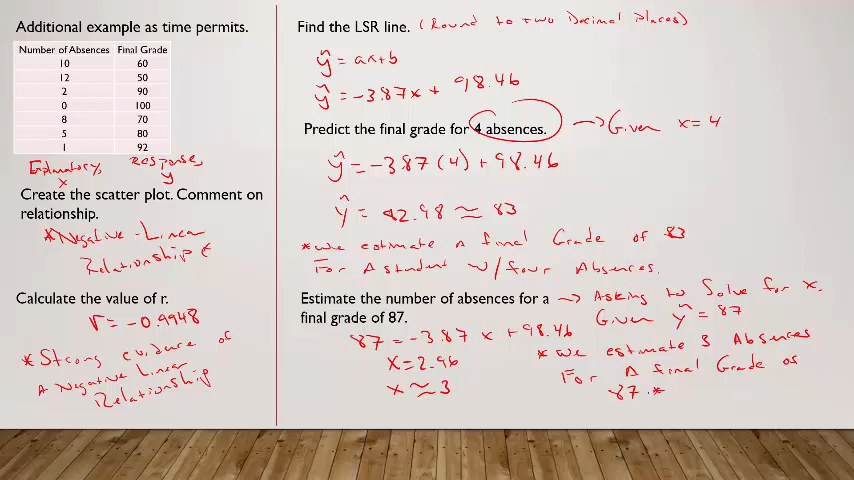 Additional example as time permits.
Number of Absences Final Grade
10 60
12 50
2 90
0 100
8 70
5 80
1 92
Explanatory, Response,
x y
Create the scatter plot. Comment on
relationship.
*Negative-Linear
Relationship
Calculate the value of r.
r = -0.9948
*Strong evidence of
A Negative Linear
Relationship
Find the LSR line. (Round to two Decimal Places)
ŷ = ax+b
ŷ = -3.87x + 98.46
Predict the final grade for 4 absences. → Given x = 4
ŷ = -3.87(4) + 98.46
ŷ = 82.98 ≈ 83
*We estimate A final Grade of 83
For A student w/four Absences.
Estimate the number of absences for a
final grade of 87.
→ Asking to Solve for x.
Given ŷ = 87
87 = -3.87 x + 98.46
x = 2.96
x ≈ 3
*We estimate 3 Absences
For A final Grade of
87.*